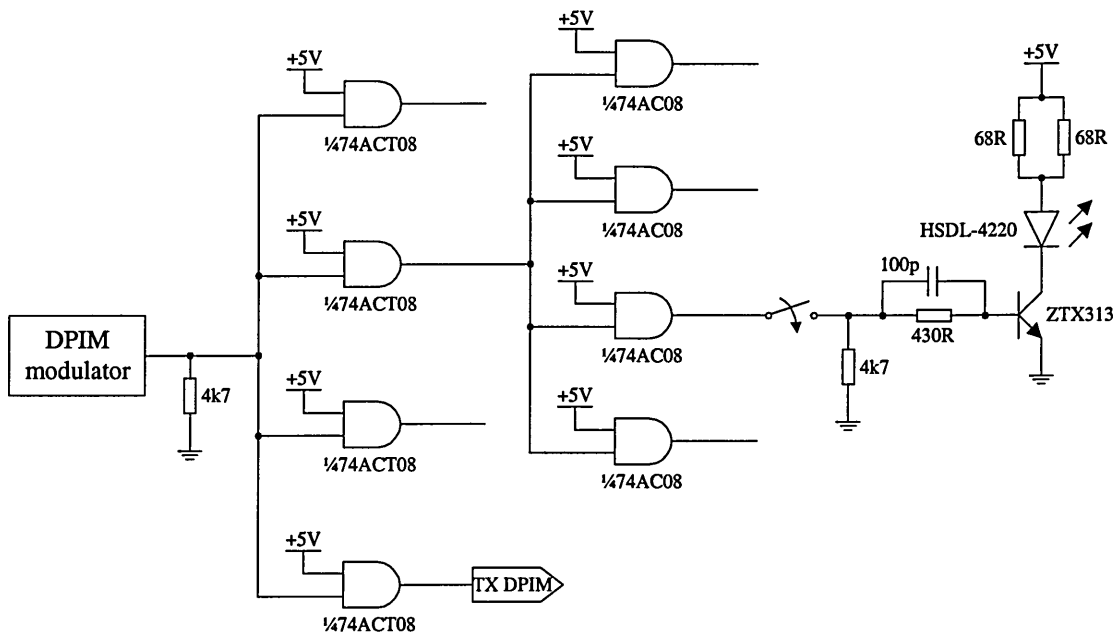 +5V
¼74AC08
+5V
¼74ACT08
+5V
68R
68R
+5V
¼74AC08
+5V
¼74ACT08
HSDL-4220
+5V
¼74AC08
100p
430R
ZTX313
DPIM
modulator
4k7
4k7
+5V
¼74ACT08
+5V
¼74AC08
+5V
¼74ACT08
TX DPIM